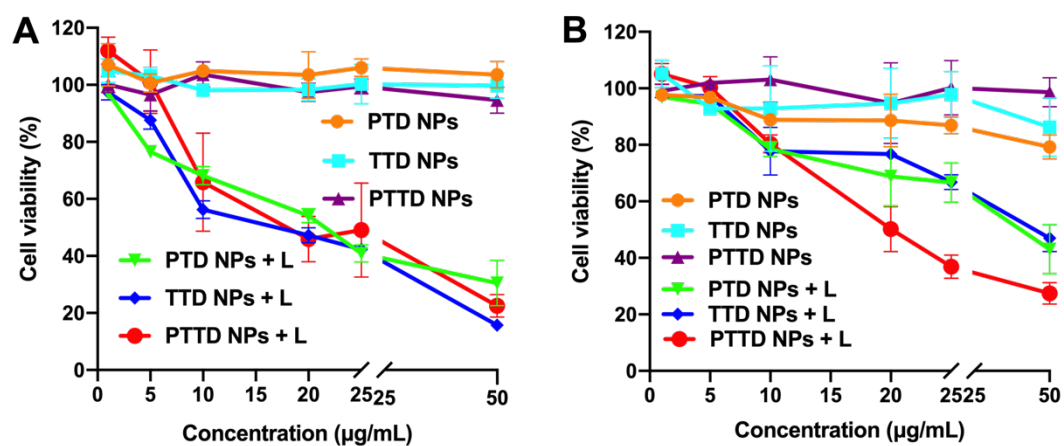 A
Cell viability (%)
120
100
80
60
40
20
0
PTD NPs
TTD NPs
PTTD NPs
PTD NPs + L
TTD NPs + L
PTTD NPs + L
0 5 10 15 20 25 25 50
Concentration (μg/mL)
B
Cell viability (%)
120
100
80
60
40
20
0
PTD NPs
TTD NPs
PTTD NPs
PTD NPs + L
TTD NPs + L
PTTD NPs + L
0 5 10 15 20 25 25 50
Concentration (μg/mL)